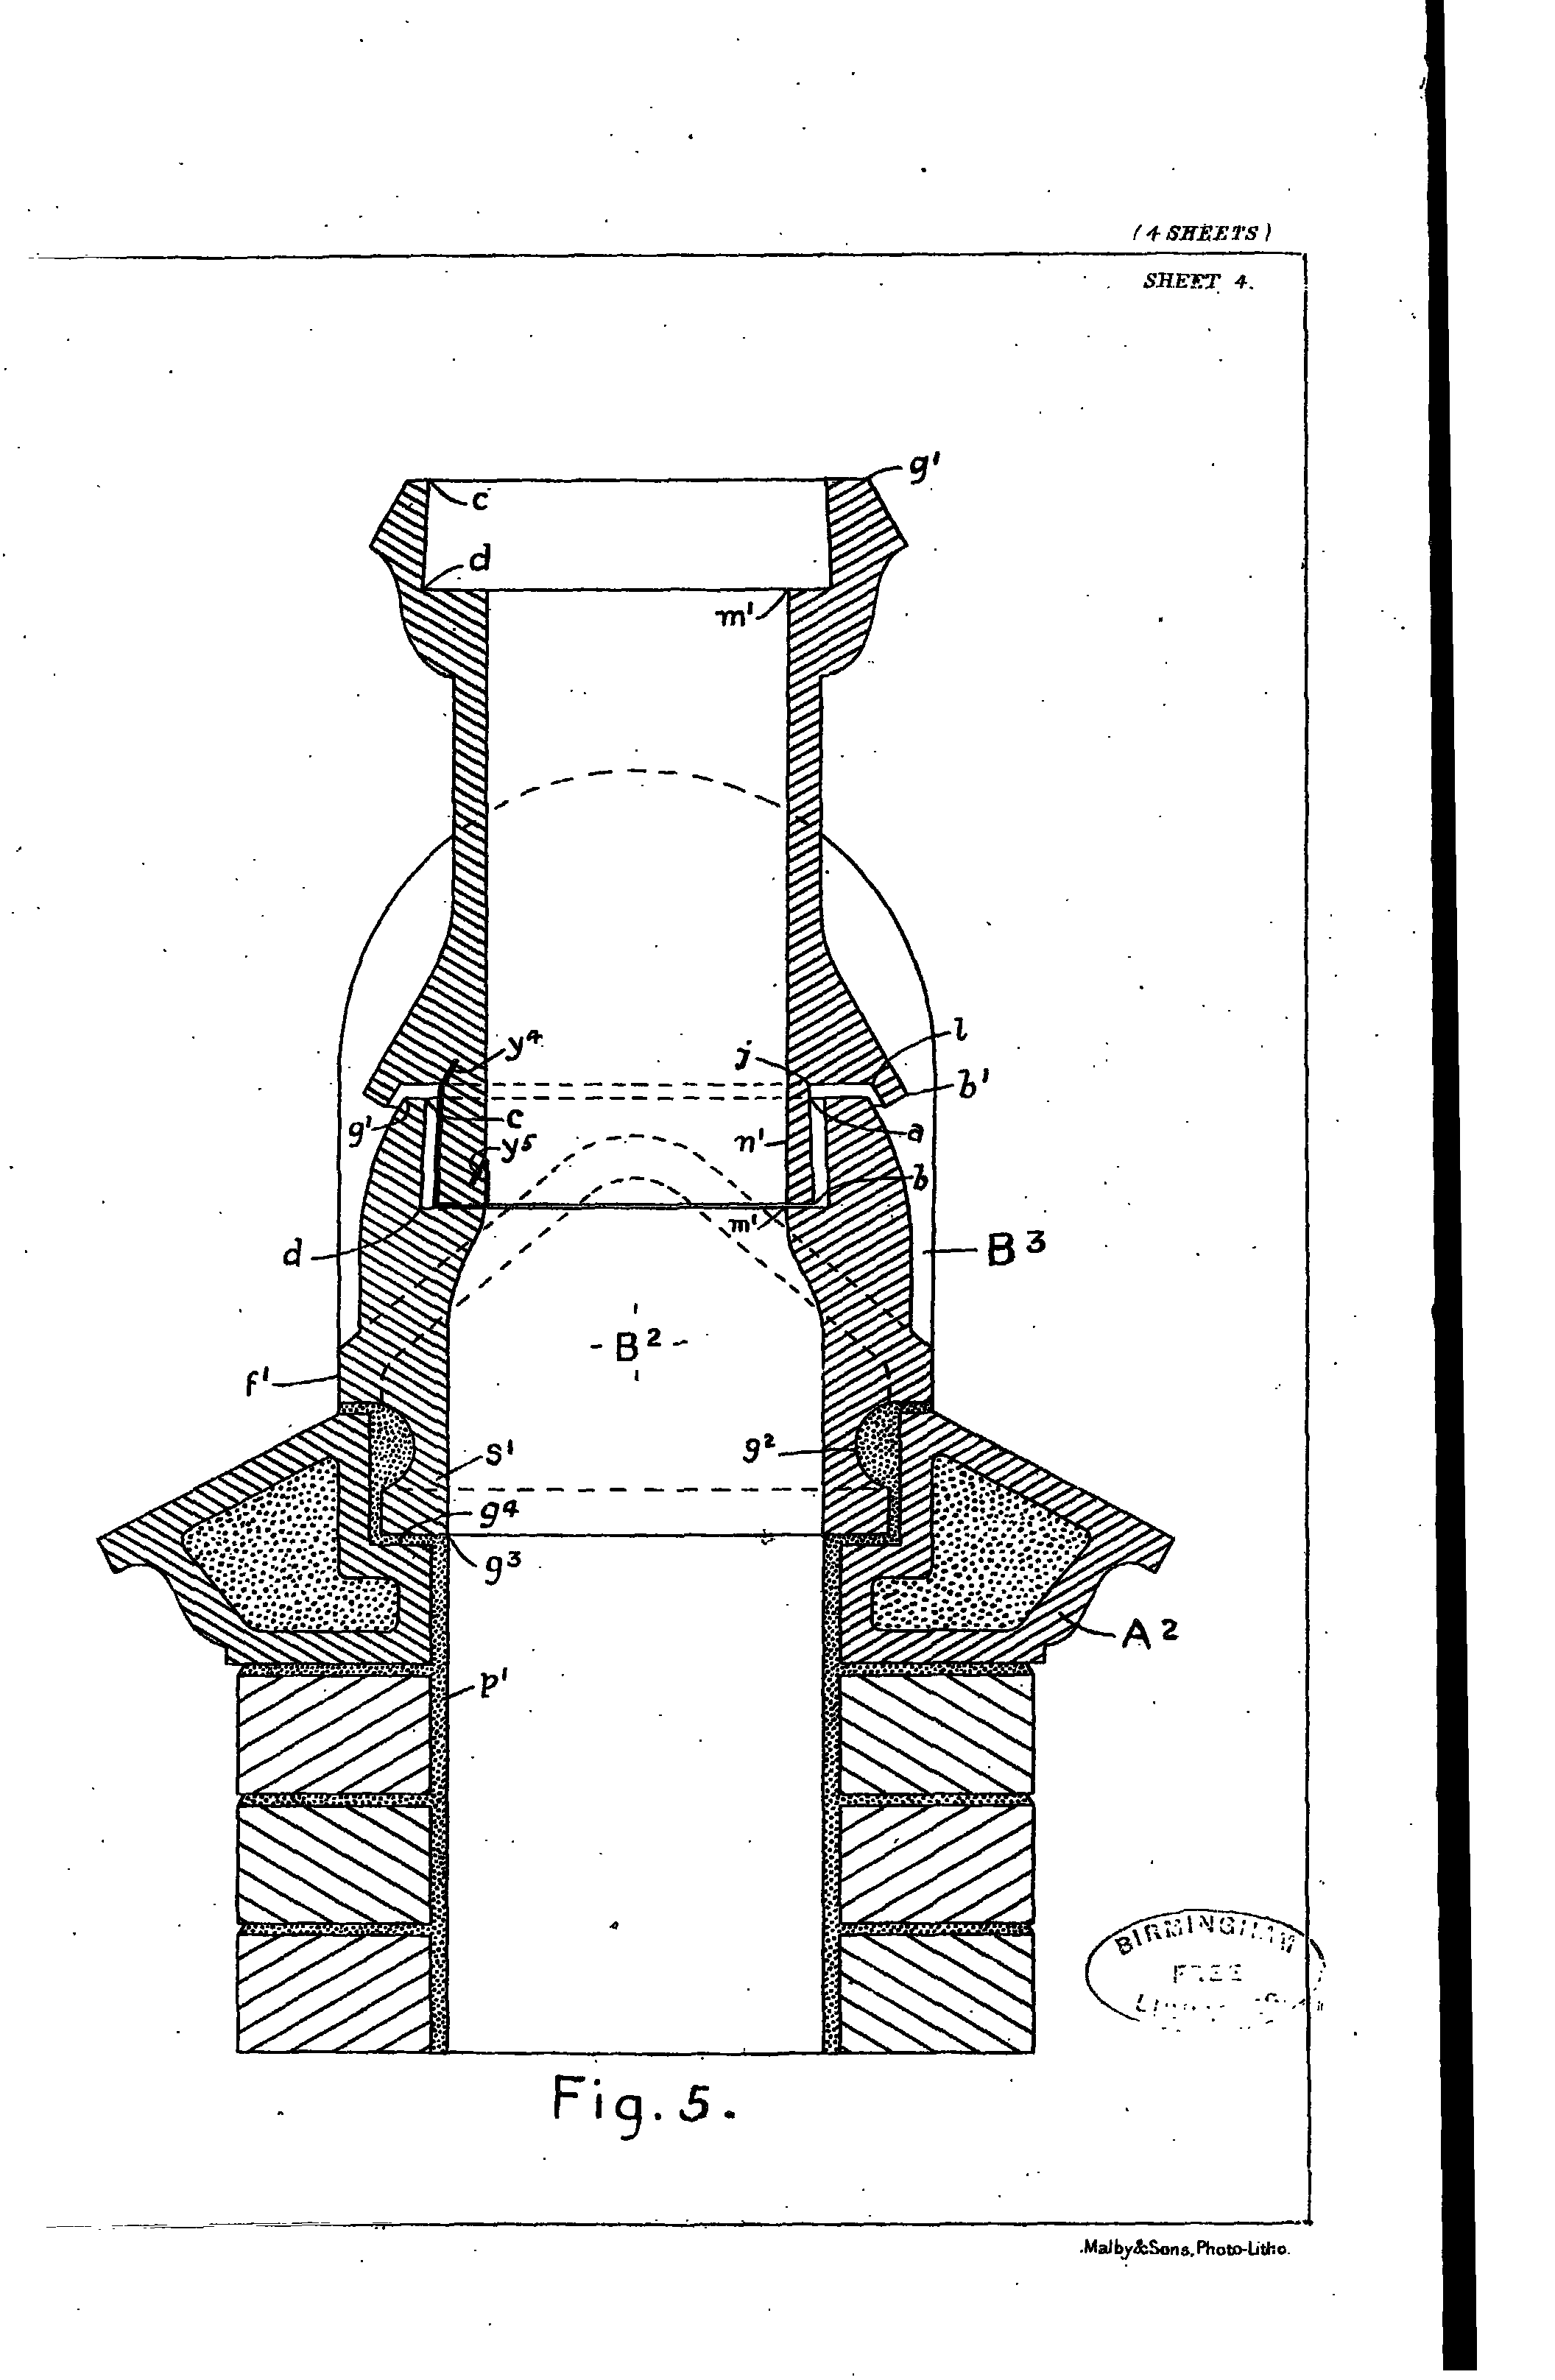 (4 SHEETS)
SHEET 4.
g'
c
d
m'
y4
j
l
b'
g'
c
a
y5
n'
b
m'
d
B3
B2
f'
s'
g2
g4
g3
A2
p'
BIRMINGHAM
FREE
Fig. 5.
Malby&Sons, Photo-Litho.